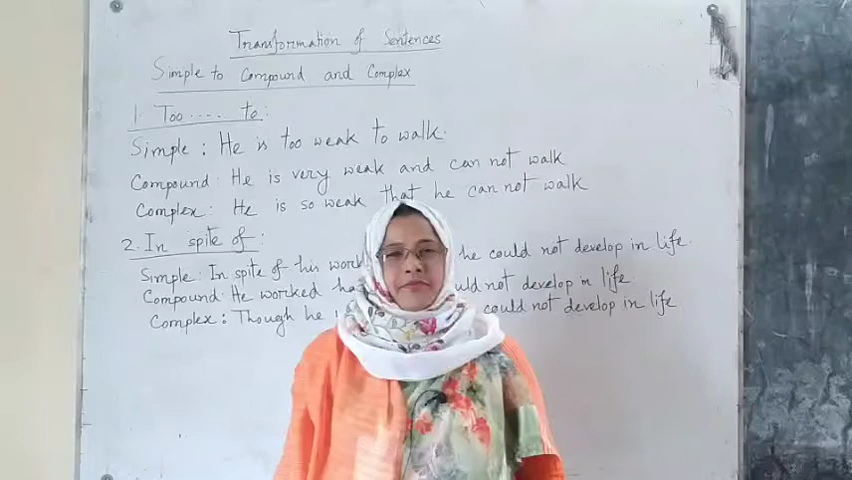 Transformation of Sentences
Simple to Compound and Complex
1. Too.... to:
Simple: He is too weak to walk.
Compound: He is very weak and can not walk
Complex: He is so weak that he can not walk
2. In spite of:
Simple: In spite of his he could not develop in life.
Compound: He worked not develop in life
Complex: Though he could not develop in life